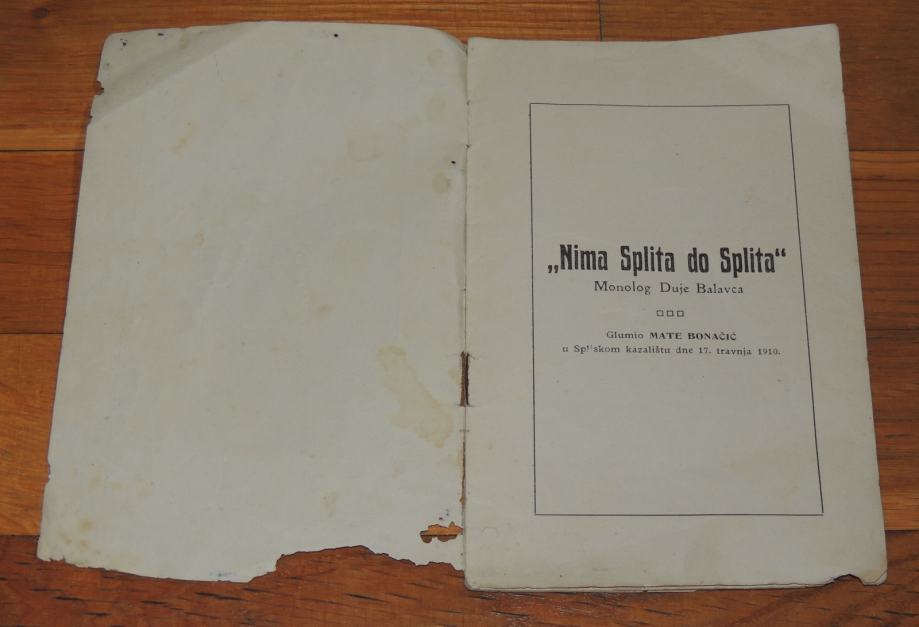 „Nima Splita do Splita“
Monolog Duje Balavca
Glumio MATE BONAČIĆ
u Splitskom kazalištu dne 17. travnja 1910.